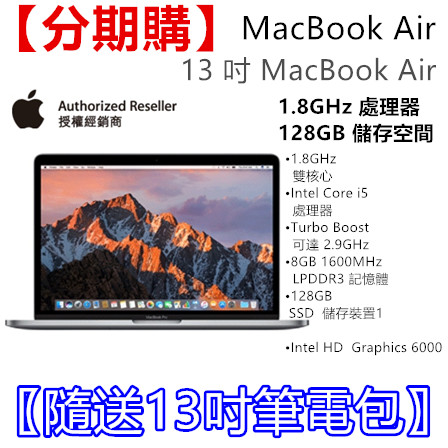 【分期購】 MacBook Air
13 吋 MacBook Air
Authorized Reseller
授權經銷商
1.8GHz 處理器
128GB 儲存空間
•1.8GHz
雙核心
•Intel Core i5
處理器
•Turbo Boost
可達 2.9GHz
•8GB 1600MHz
LPDDR3 記憶體
•128GB
SSD 儲存裝置1
•Intel HD Graphics 6000
【隨送13吋筆電包】